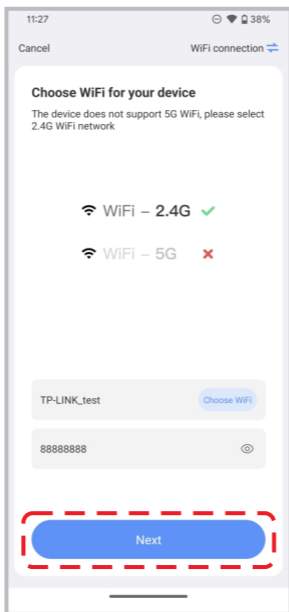 11:27 38%
Cancel WiFi connection
Choose WiFi for your device
The device does not support 5G WiFi, please select
2.4G WiFi network
WiFi – 2.4G
WiFi – 5G
TP-LINK_test Choose WiFi
88888888
Next